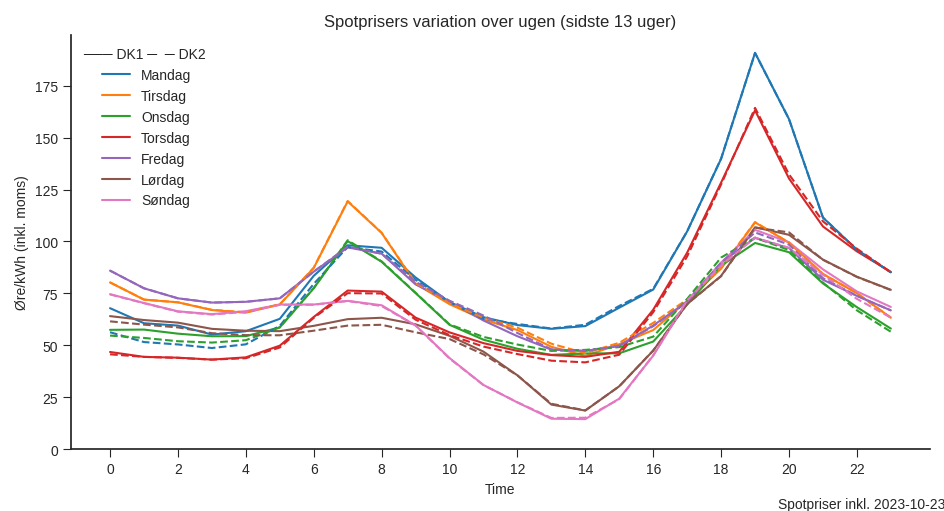 Spotprisers variation over ugen (sidste 13 uger)
DK1 DK2
Mandag
Tirsdag
Onsdag
Torsdag
Fredag
Lørdag
Søndag
Øre/kWh (inkl. moms)
175
150
125
100
75
50
25
0
0 2 4 6 8 10 12 14 16 18 20 22
Time
Spotpriser inkl. 2023-10-23